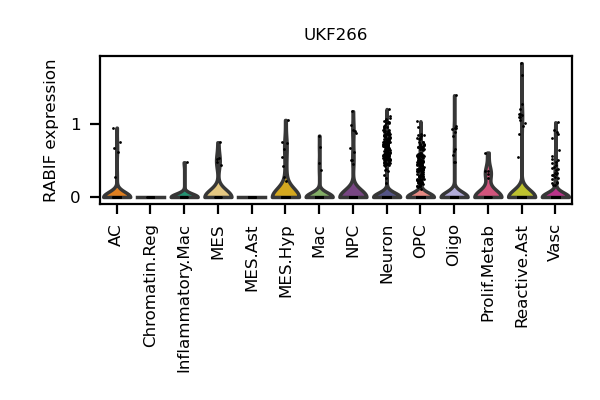 UKF266
RABIF expression
1
0
AC
Chromatin.Reg
Inflammatory.Mac
MES
MES.Ast
MES.Hyp
Mac
NPC
Neuron
OPC
Oligo
Prolif.Metab
Reactive.Ast
Vasc